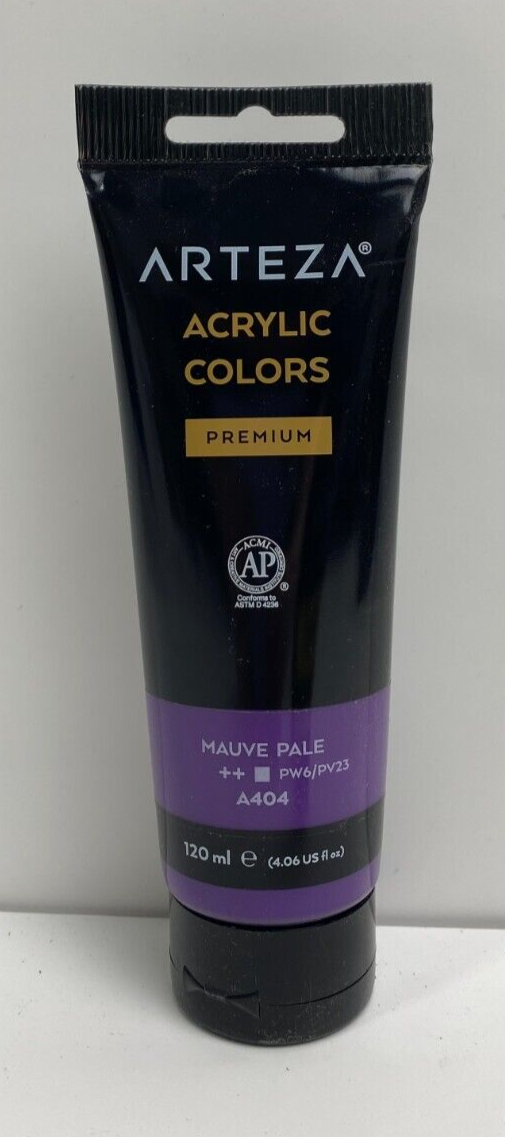 ARTEZA®
ACRYLIC
COLORS
PREMIUM
ACMI
AP
®
Conforms to
ASTM D 4236
MAUVE PALE
++ PW6/PV23
A404
120 ml ℮ (4.06 US fl oz)